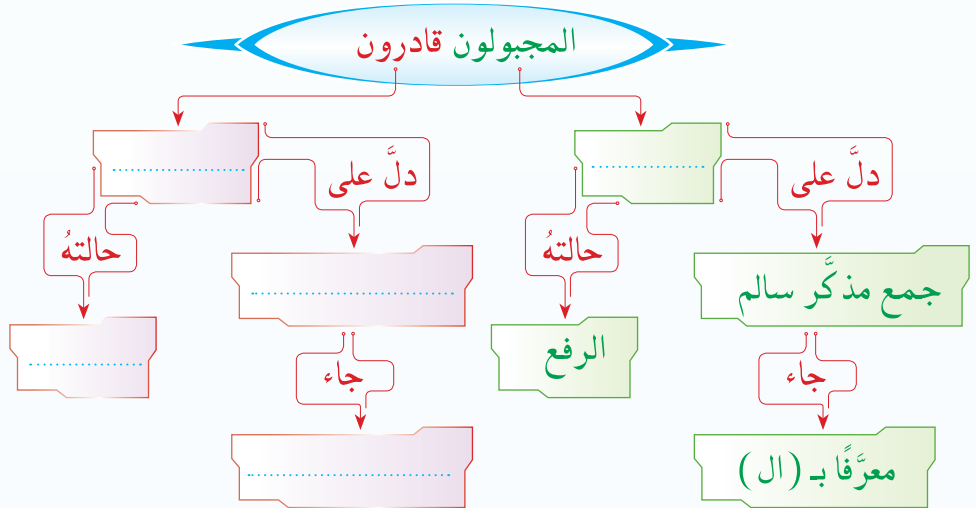 المجبولون قادرون
دلَّ على
حالتهُ
جمع مذكَّر سالم
الرفع
جاء
معرَّفًا بـ (ال)
دلَّ على
حالتهُ
جاء